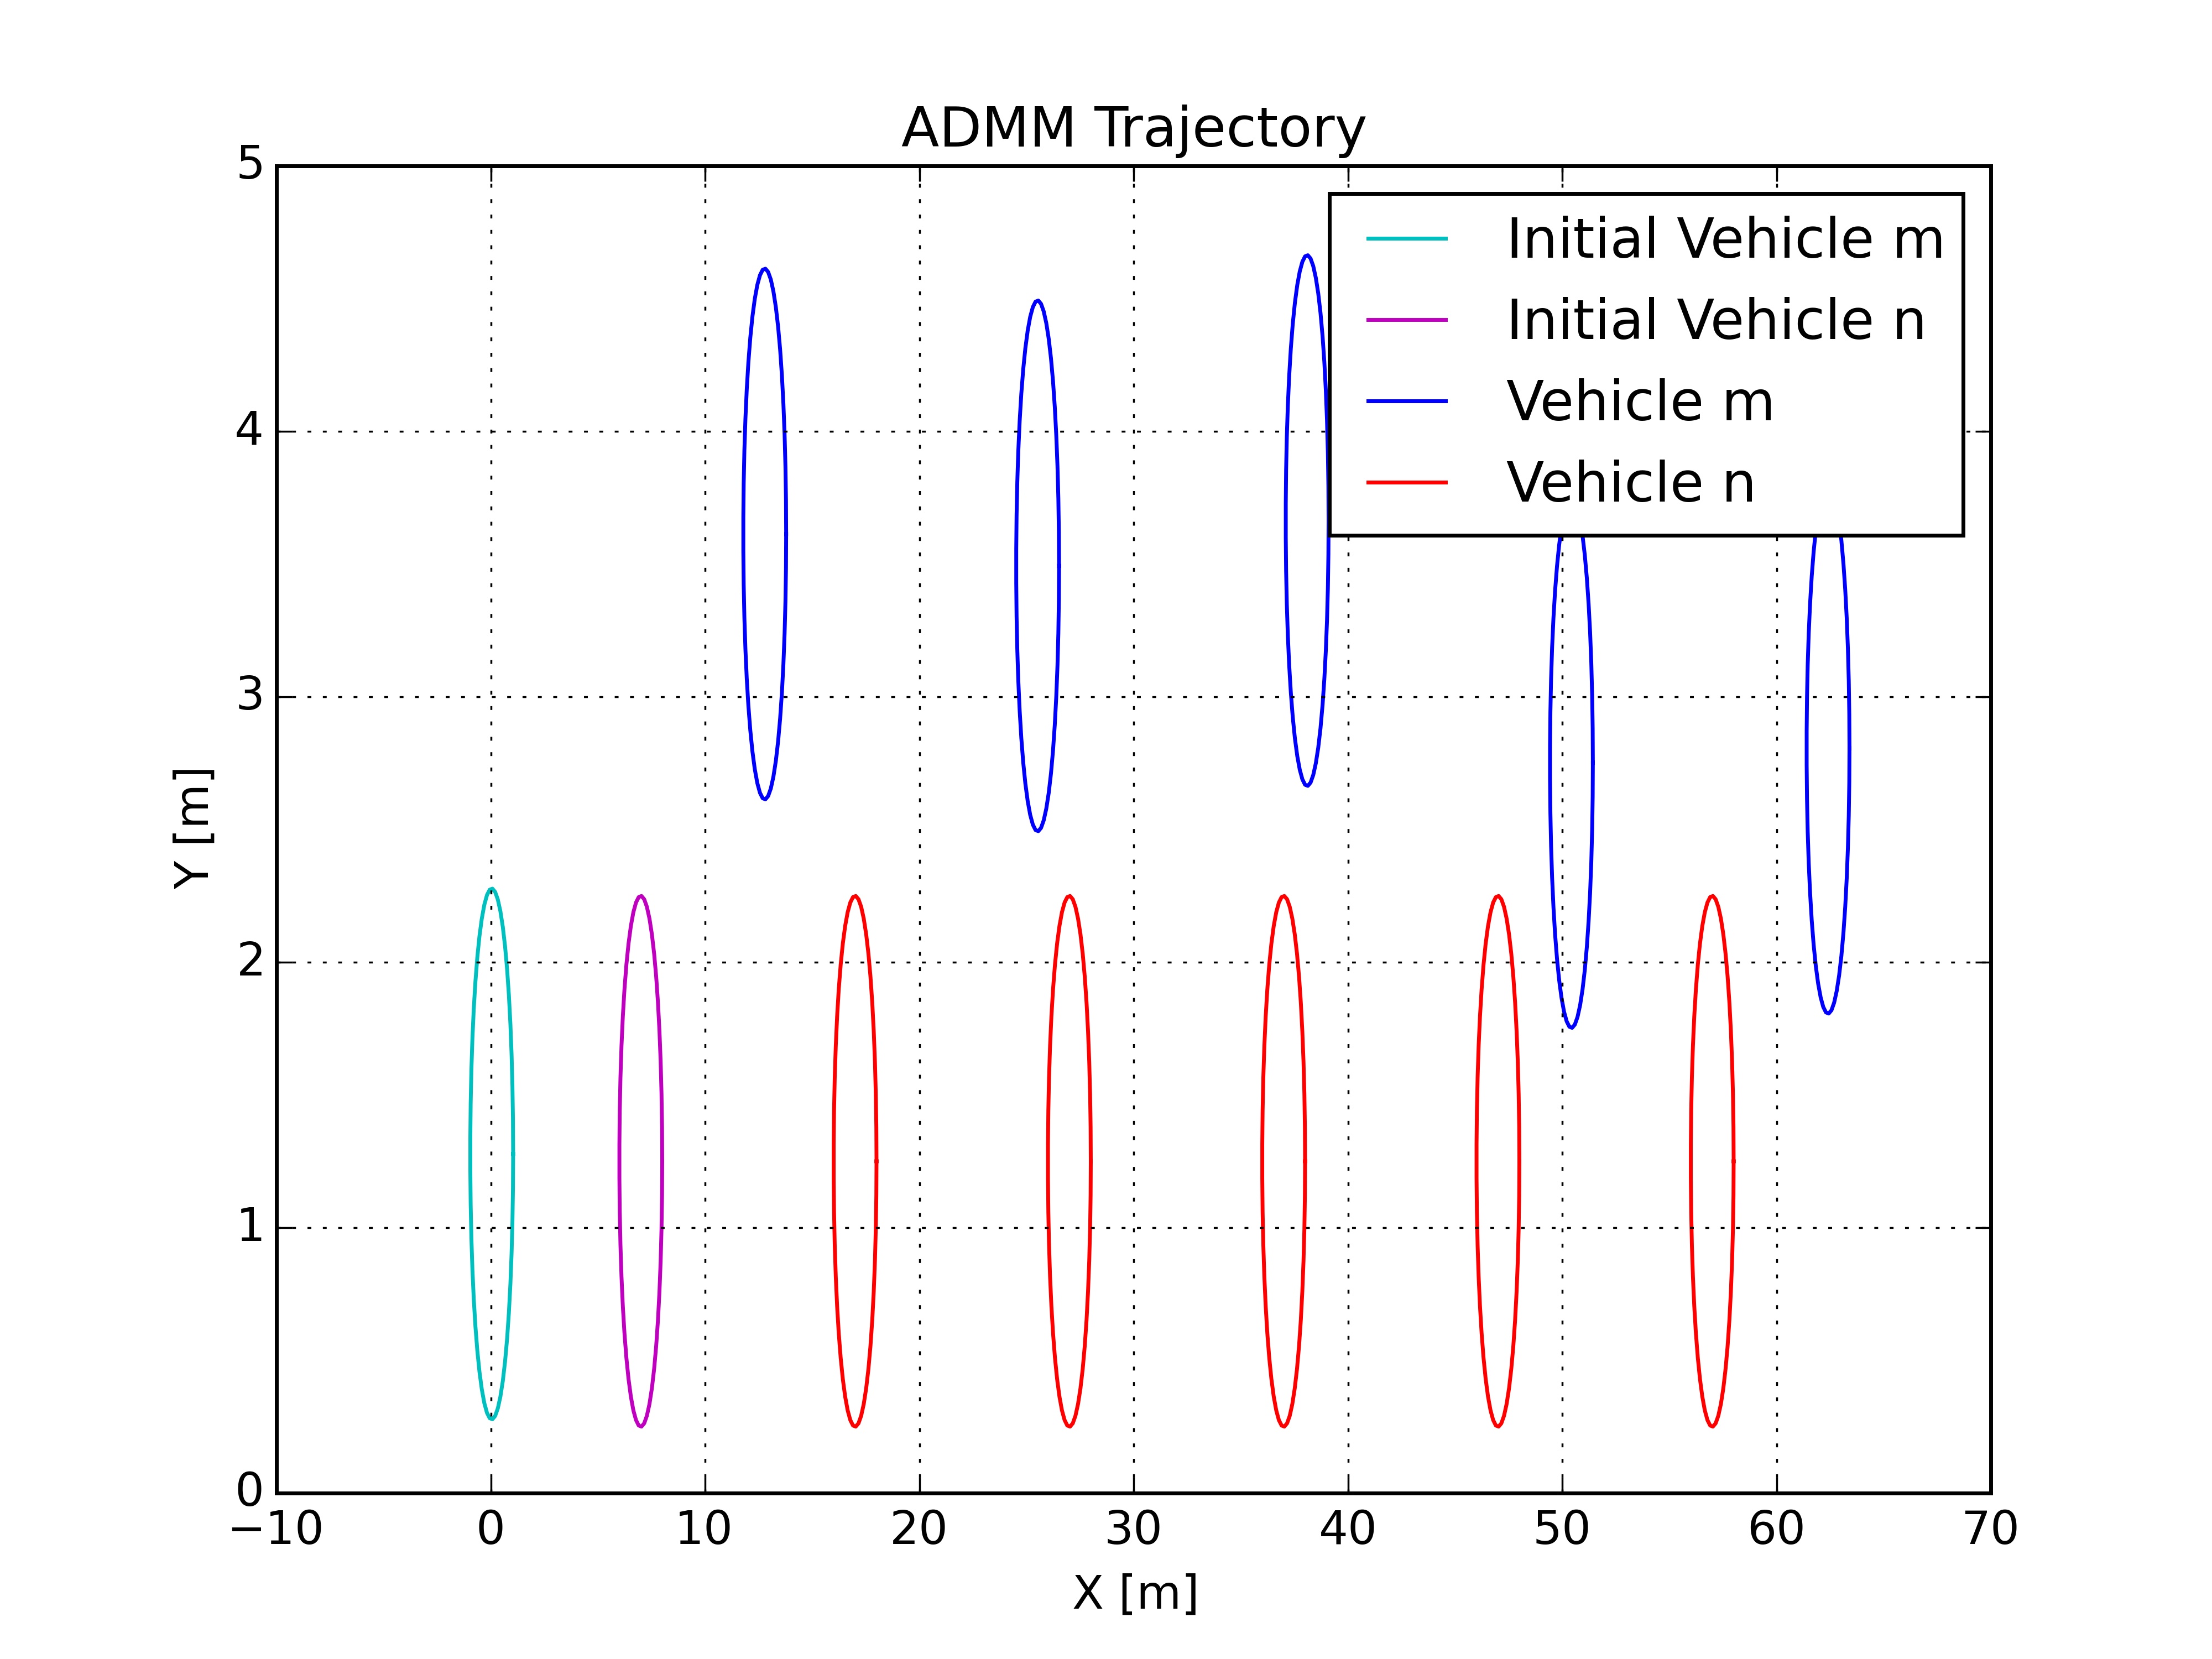 ADMM Trajectory
5
4
3
2
1
0
Y [m]
Initial Vehicle m
Initial Vehicle n
Vehicle m
Vehicle n
−10 0 10 20 30 40 50 60 70
X [m]